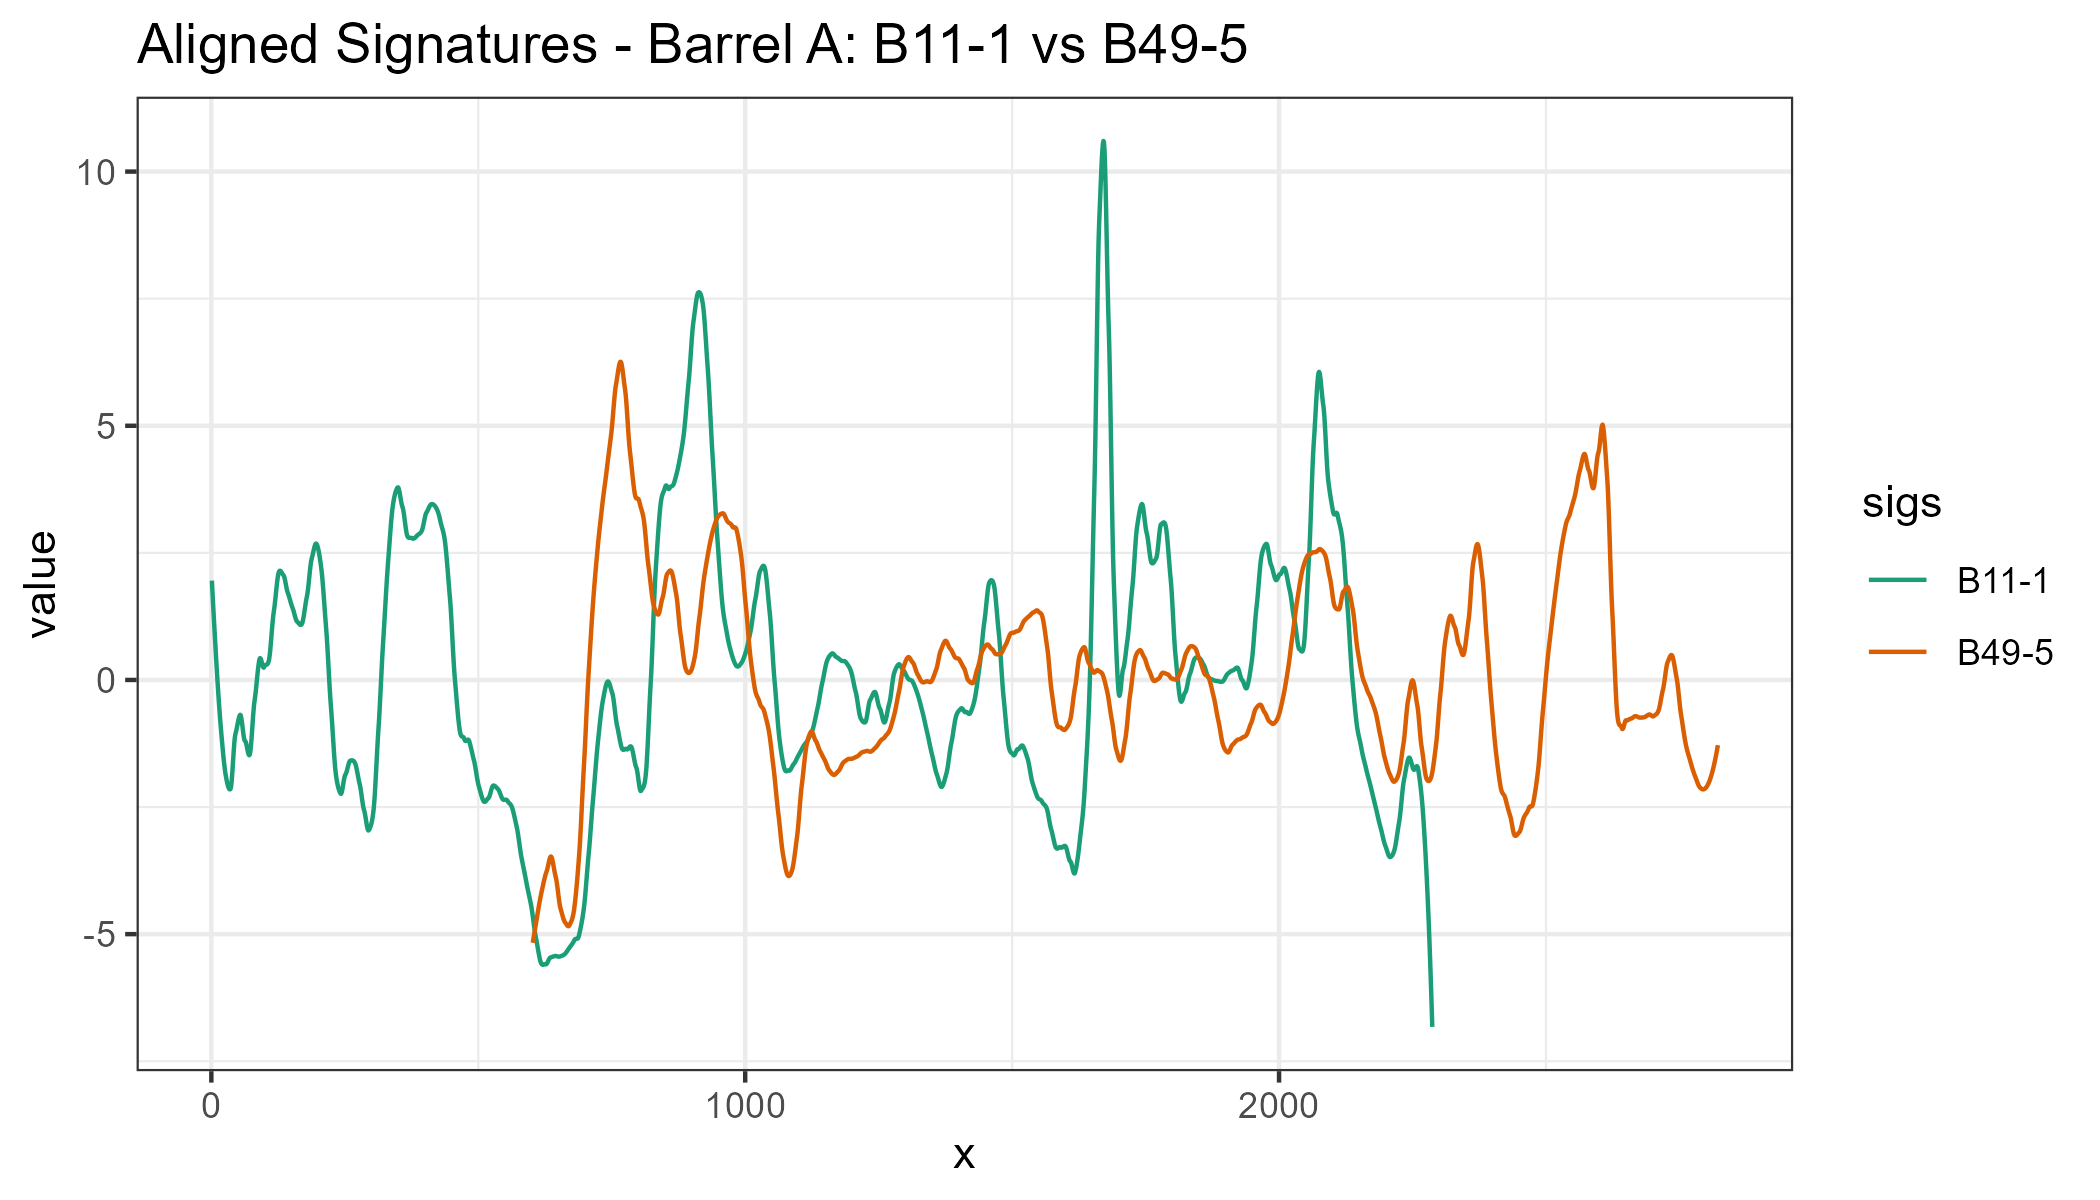 Aligned Signatures - Barrel A: B11-1 vs B49-5
10
5
0
-5
value
0
1000
2000
x
sigs
B11-1
B49-5